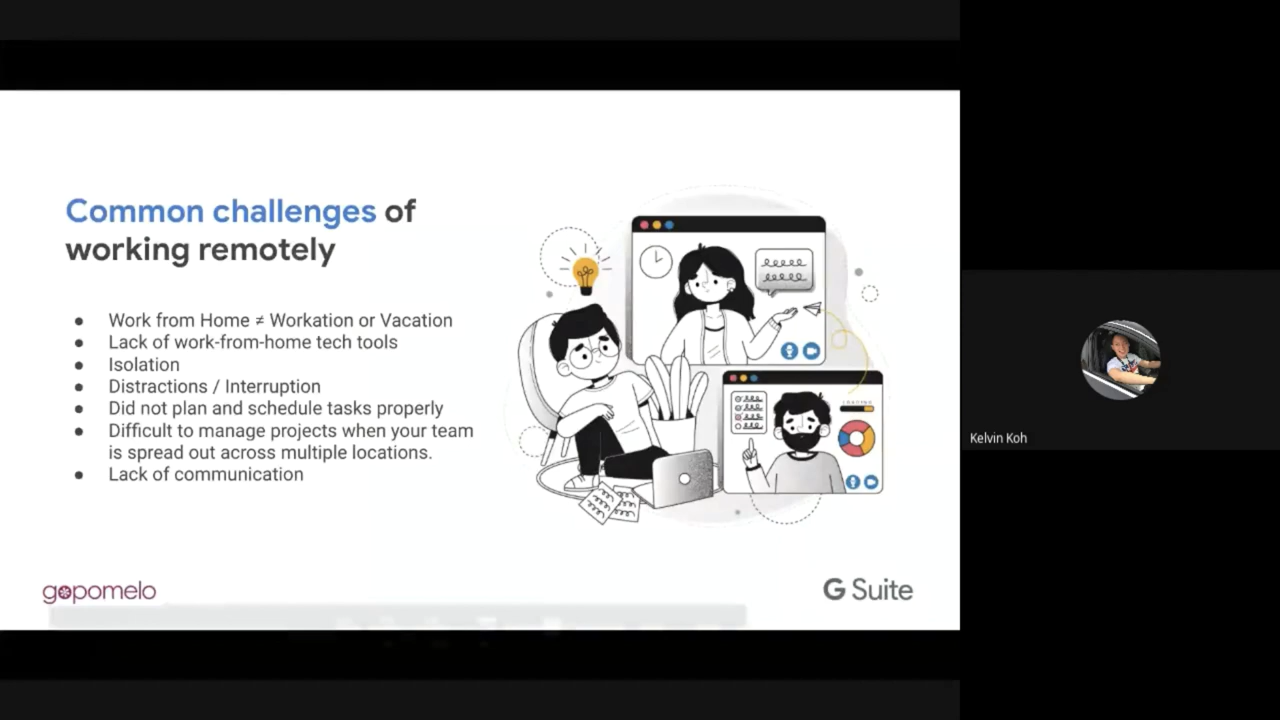 Common challenges of
working remotely
● Work from Home ≠ Workation or Vacation
● Lack of work-from-home tech tools
● Isolation
● Distractions / Interruption
● Did not plan and schedule tasks properly
● Difficult to manage projects when your team
is spread out across multiple locations.
● Lack of communication
LOADING
gopomelo
G Suite
Kelvin Koh